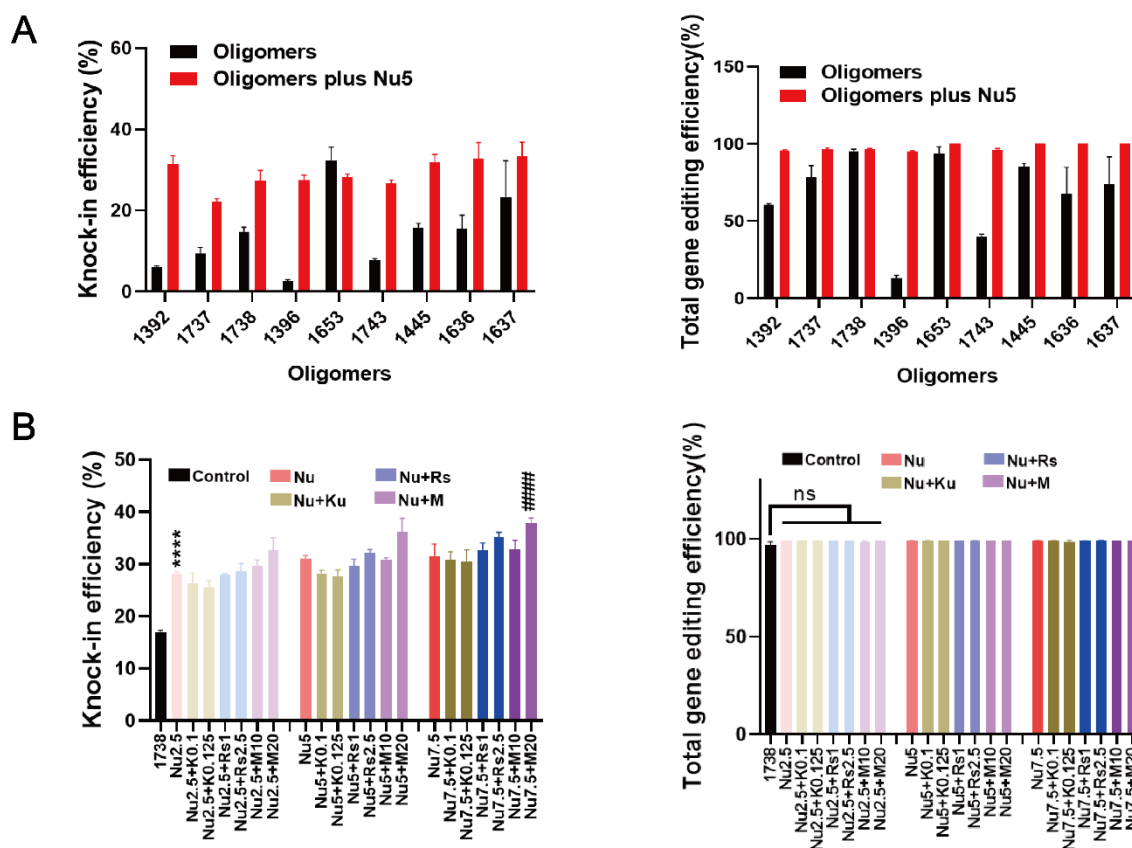 A
Knock-in efficiency (%)
60
40
20
0
Oligomers
Oligomers plus Nu5
1392
1737
1738
1396
1653
1743
1445
1636
1637
Oligomers
Total gene editing efficiency(%)
150
100
50
0
Oligomers
Oligomers plus Nu5
1392
1737
1738
1396
1653
1743
1445
1636
1637
Oligomers
B
Knock-in efficiency (%)
50
40
30
20
10
0
Control
Nu
Nu+Rs
Nu+Ku
Nu+M
****
####
1738
Nu2.5
Nu2.5+K0.1
Nu2.5+K0.125
Nu2.5+Rs1
Nu2.5+Rs2.5
Nu2.5+M10
Nu2.5+M20
Nu5
Nu5+K0.1
Nu5+K0.125
Nu5+Rs1
Nu5+Rs2.5
Nu5+M10
Nu5+M20
Nu7.5
Nu7.5+K0.1
Nu7.5+K0.125
Nu7.5+Rs1
Nu7.5+Rs2.5
Nu7.5+M10
Nu7.5+M20
Total gene editing efficiency(%)
100
50
0
Control
Nu
Nu+Rs
Nu+Ku
Nu+M
ns
1738
Nu2.5
Nu2.5+K0.1
Nu2.5+K0.125
Nu2.5+Rs1
Nu2.5+Rs2.5
Nu2.5+M10
Nu2.5+M20
Nu5
Nu5+K0.1
Nu5+K0.125
Nu5+Rs1
Nu5+Rs2.5
Nu5+M10
Nu5+M20
Nu7.5
Nu7.5+K0.1
Nu7.5+K0.125
Nu7.5+Rs1
Nu7.5+Rs2.5
Nu7.5+M10
Nu7.5+M20